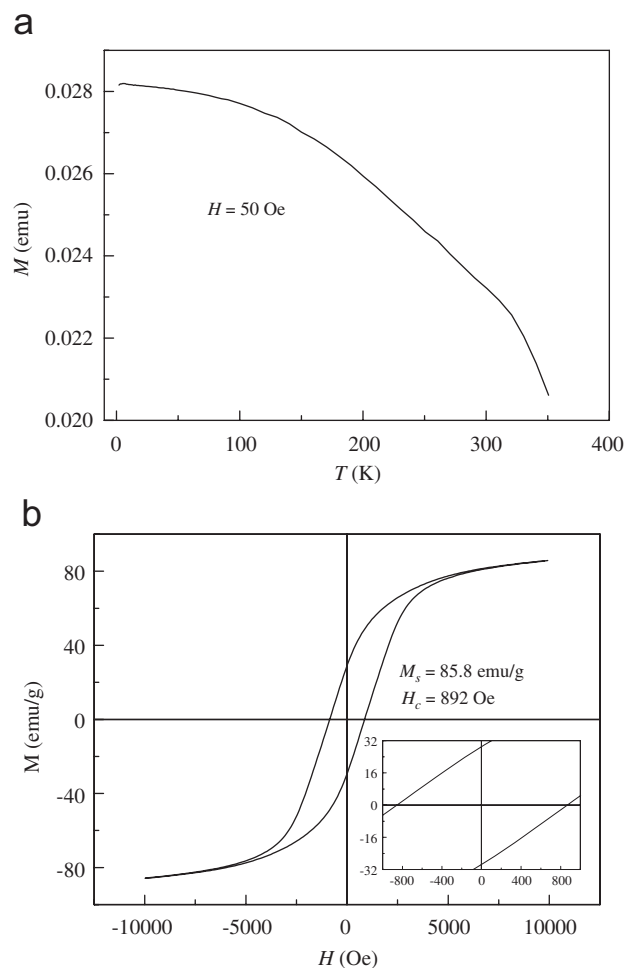 a
0.028
0.026
0.024
0.022
0.020
M (emu)
H = 50 Oe
0 100 200 300 400
T (K)
b
80
40
0
-40
-80
M (emu/g)
M_s = 85.8 emu/g
H_c = 892 Oe
32
16
0
-16
-32
-800 -400 0 400 800
-10000 -5000 0 5000 10000
H (Oe)